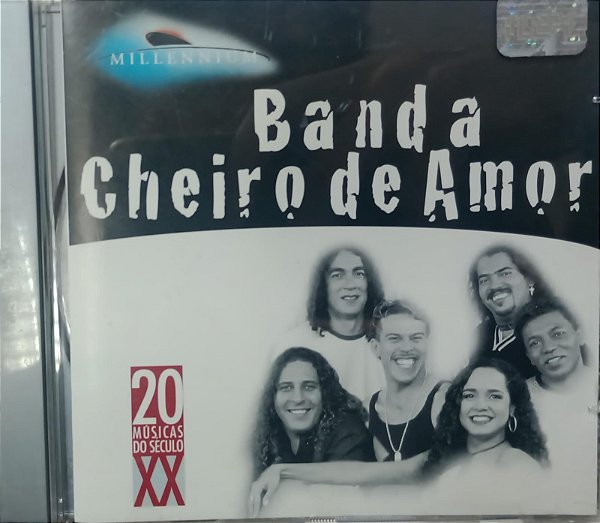 MILLENNIUM
Banda
Cheiro de Amor
20
MÚSICAS
DO SÉCULO
XX